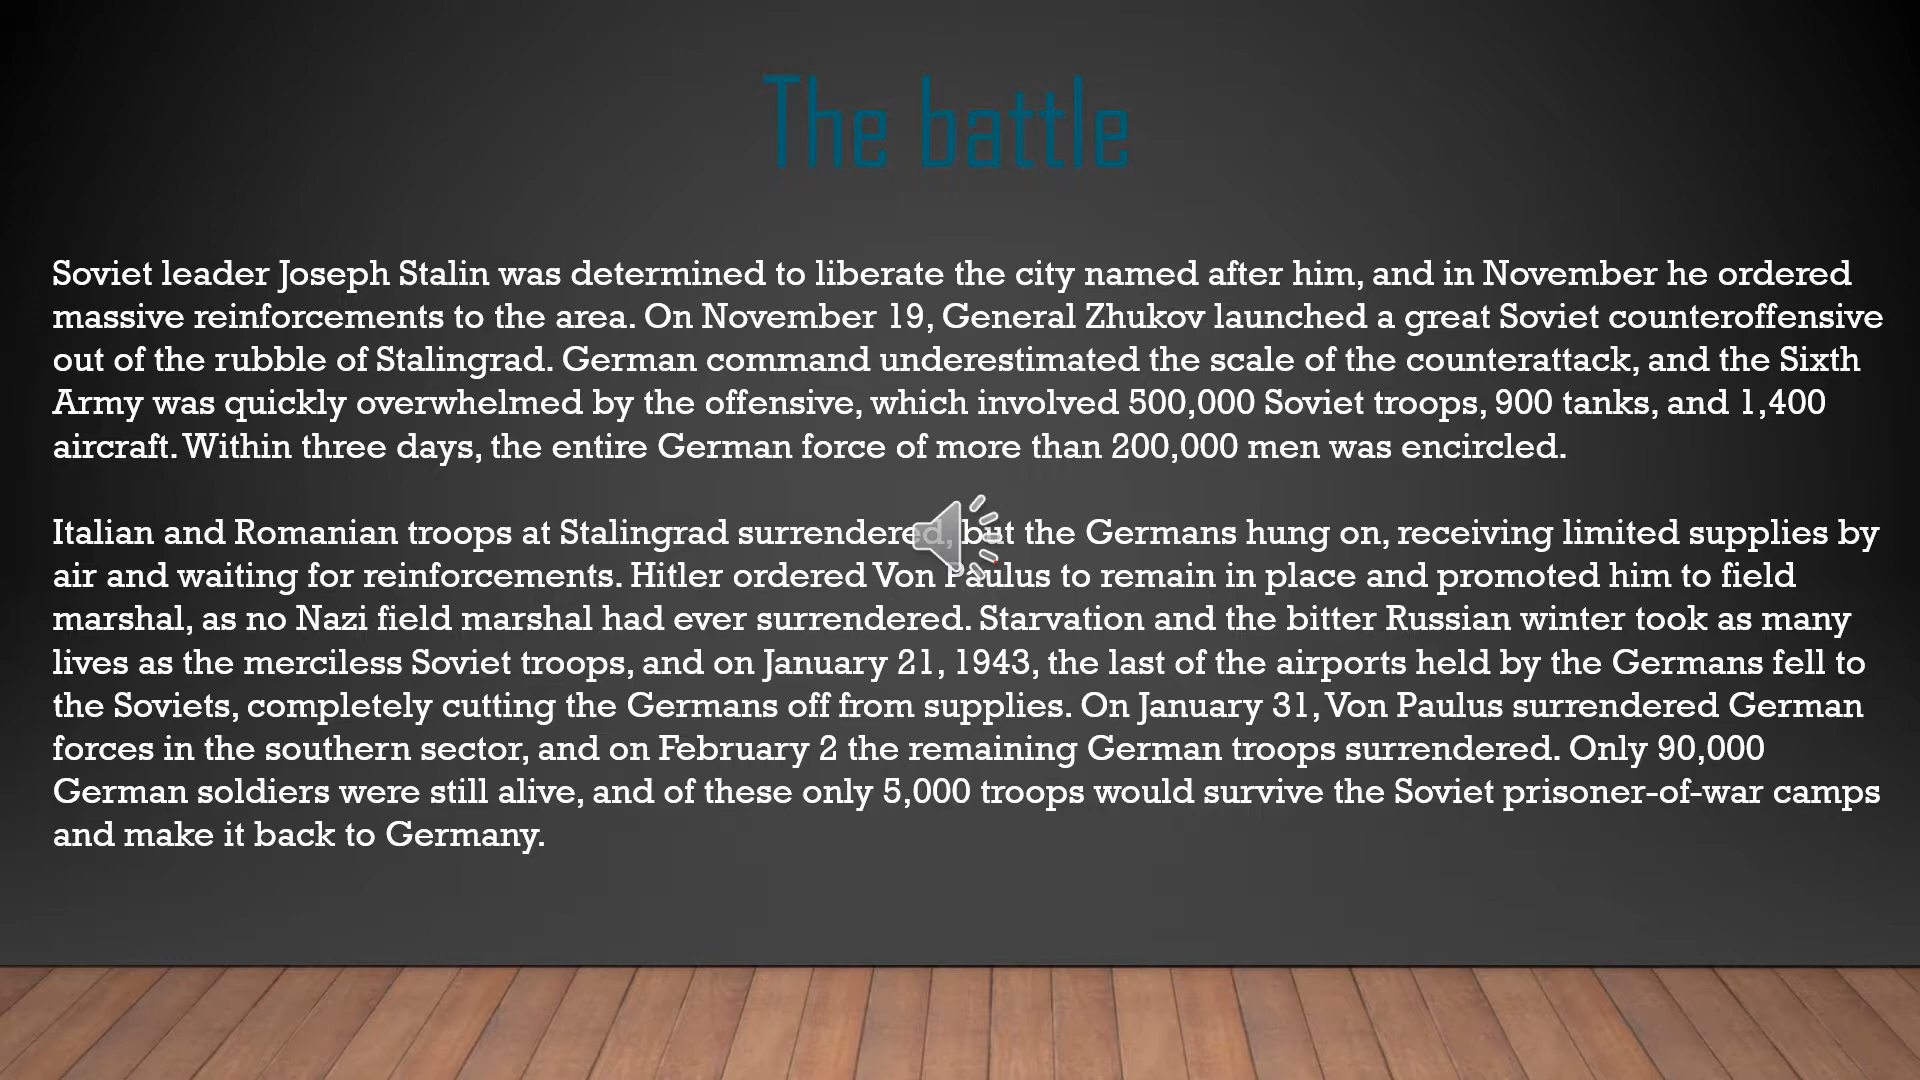 The battle
Soviet leader Joseph Stalin was determined to liberate the city named after him, and in November he ordered
massive reinforcements to the area. On November 19, General Zhukov launched a great Soviet counteroffensive
out of the rubble of Stalingrad. German command underestimated the scale of the counterattack, and the Sixth
Army was quickly overwhelmed by the offensive, which involved 500,000 Soviet troops, 900 tanks, and 1,400
aircraft. Within three days, the entire German force of more than 200,000 men was encircled.
Italian and Romanian troops at Stalingrad surrendered, but the Germans hung on, receiving limited supplies by
air and waiting for reinforcements. Hitler ordered Von Paulus to remain in place and promoted him to field
marshal, as no Nazi field marshal had ever surrendered. Starvation and the bitter Russian winter took as many
lives as the merciless Soviet troops, and on January 21, 1943, the last of the airports held by the Germans fell to
the Soviets, completely cutting the Germans off from supplies. On January 31, Von Paulus surrendered German
forces in the southern sector, and on February 2 the remaining German troops surrendered. Only 90,000
German soldiers were still alive, and of these only 5,000 troops would survive the Soviet prisoner-of-war camps
and make it back to Germany.